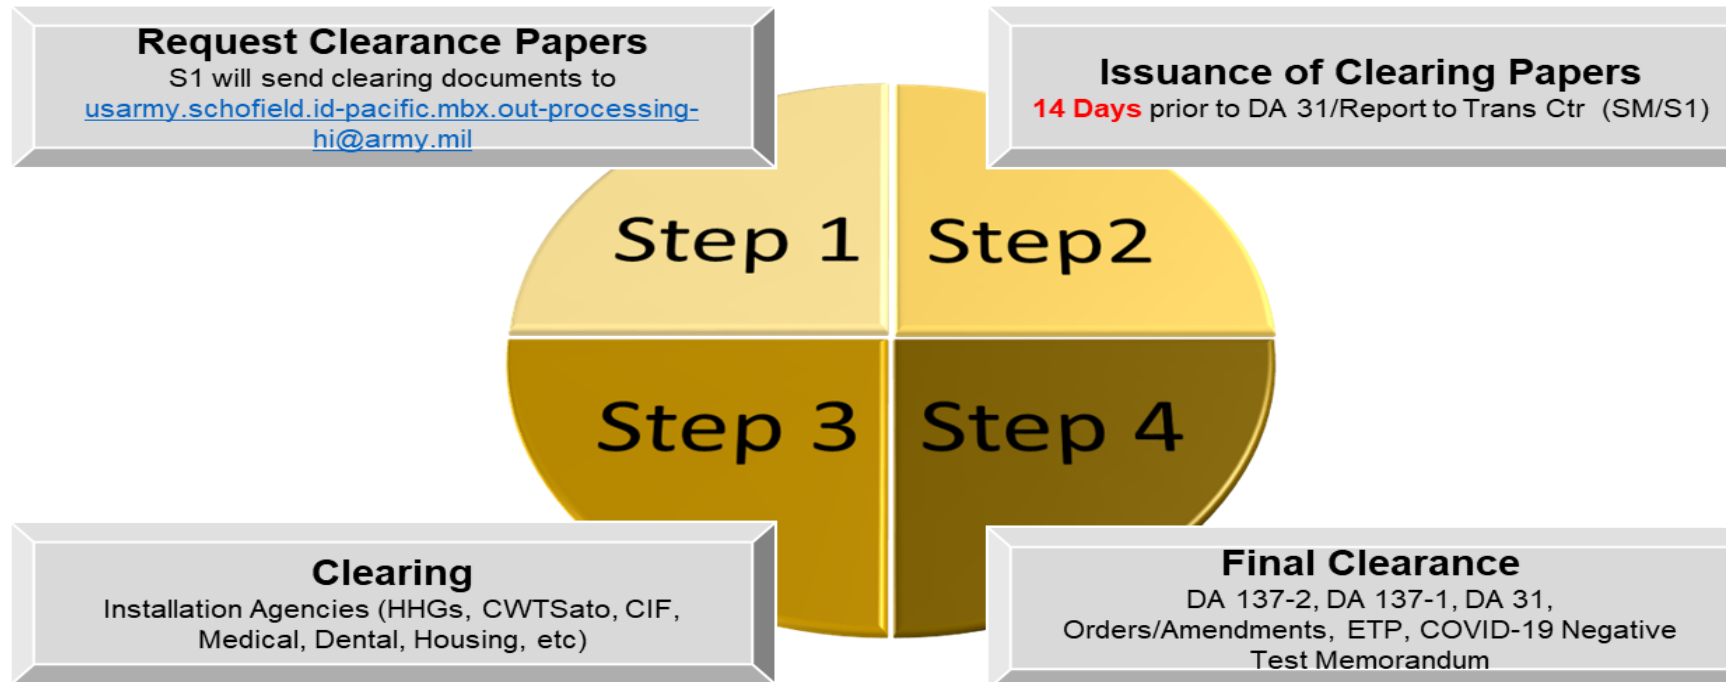 Request Clearance Papers
S1 will send clearing documents to
usarmy.schofield.id-pacific.mbx.out-processing-
hi@army.mil
Issuance of Clearing Papers
14 Days prior to DA 31/Report to Trans Ctr (SM/S1)
Step 1
Step2
Step 3
Step 4
Clearing
Installation Agencies (HHGs, CWTSato, CIF,
Medical, Dental, Housing, etc)
Final Clearance
DA 137-2, DA 137-1, DA 31,
Orders/Amendments, ETP, COVID-19 Negative
Test Memorandum